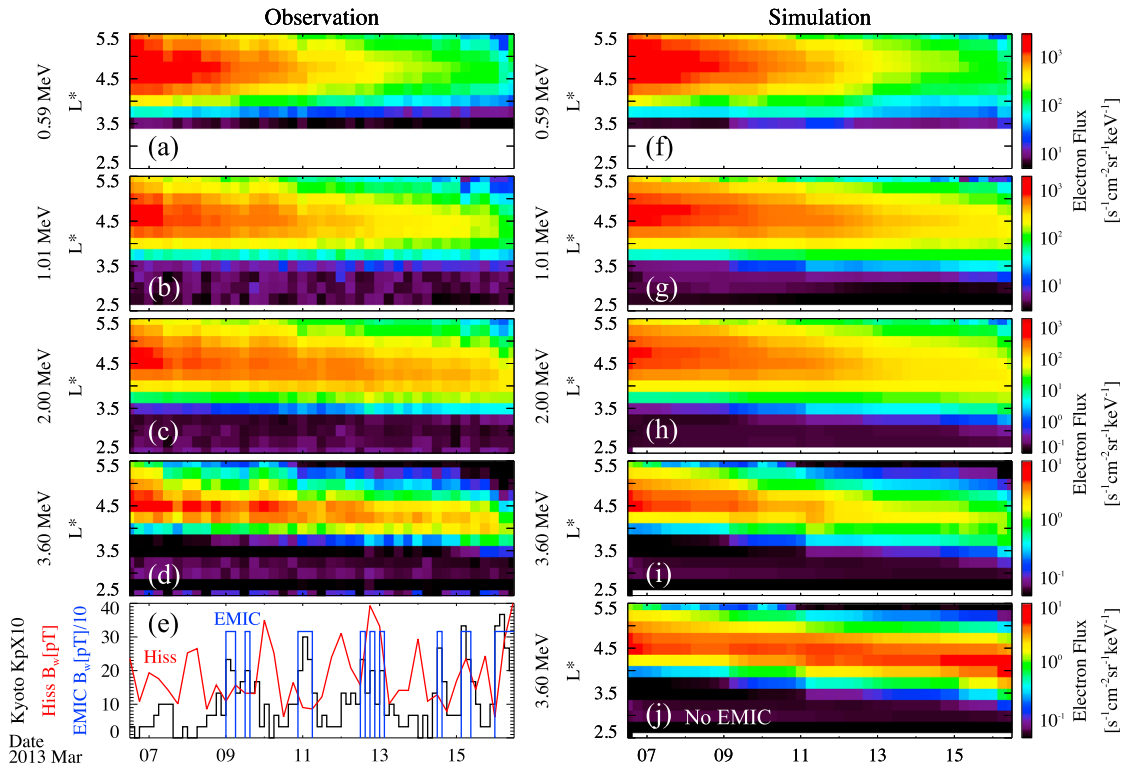 Observation
Simulation
5.5
4.5
3.5
2.5
0.59 MeV
L*
(a)
5.5
4.5
3.5
2.5
0.59 MeV
L*
(f)
10³
10²
10¹
Electron Flux
[s⁻¹cm⁻²sr⁻¹keV⁻¹]
5.5
4.5
3.5
2.5
1.01 MeV
L*
(b)
5.5
4.5
3.5
2.5
1.01 MeV
L*
(g)
10³
10²
10¹
5.5
4.5
3.5
2.5
2.00 MeV
L*
(c)
5.5
4.5
3.5
2.5
2.00 MeV
L*
(h)
10³
10²
10¹
10⁰
10⁻¹
Electron Flux
[s⁻¹cm⁻²sr⁻¹keV⁻¹]
5.5
4.5
3.5
2.5
3.60 MeV
L*
(d)
5.5
4.5
3.5
2.5
3.60 MeV
L*
(i)
10¹
10⁰
10⁻¹
40
30
20
10
0
Kyoto KpX10
Hiss B_w[pT]
EMIC B_w[pT]/10
(e)
EMIC
Hiss
5.5
4.5
3.5
2.5
3.60 MeV
L*
(j) No EMIC
10¹
10⁰
10⁻¹
Electron Flux
[s⁻¹cm⁻²sr⁻¹keV⁻¹]
Date
2013 Mar
07 09 11 13 15
07 09 11 13 15